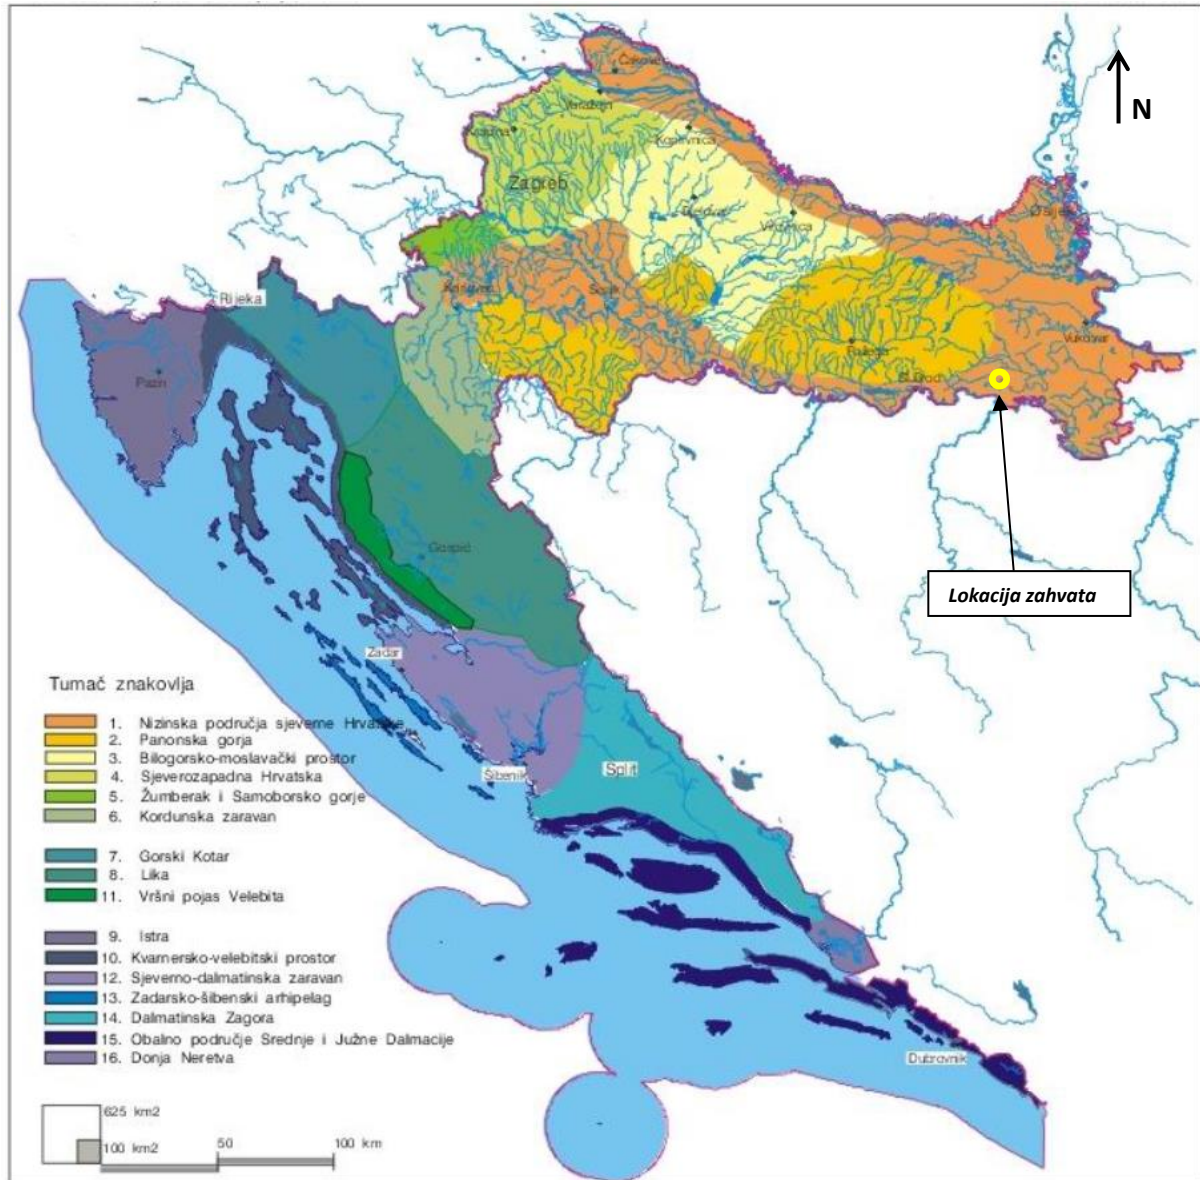 N
Čakovec
Varaždin
Krapina
Koprivnica
Zagreb
Bjelovar
Virovitica
Osijek
Rijeka
Karlovac
Sisak
Vukovar
Požega
Sl.Brod
Pazin
Gospić
Lokacija zahvata
Zadar
Šibenik
Split
Dubrovnik
Tumač znakovlja
1. Nizinska područja sjeverne Hrvatske
2. Panonska gorja
3. Bilogorsko-moslavački prostor
4. Sjeverozapadna Hrvatska
5. Žumberak i Samoborsko gorje
6. Kordunska zaravan
7. Gorski Kotar
8. Lika
11. Vršni pojas Velebita
9. Istra
10. Kvarnersko-velebitski prostor
12. Sjeverno-dalmatinska zaravan
13. Zadarsko-šibenski arhipelag
14. Dalmatinska Zagora
15. Obalno područje Srednje i Južne Dalmacije
16. Donja Neretva
625 km2
100 km2
50
100 km